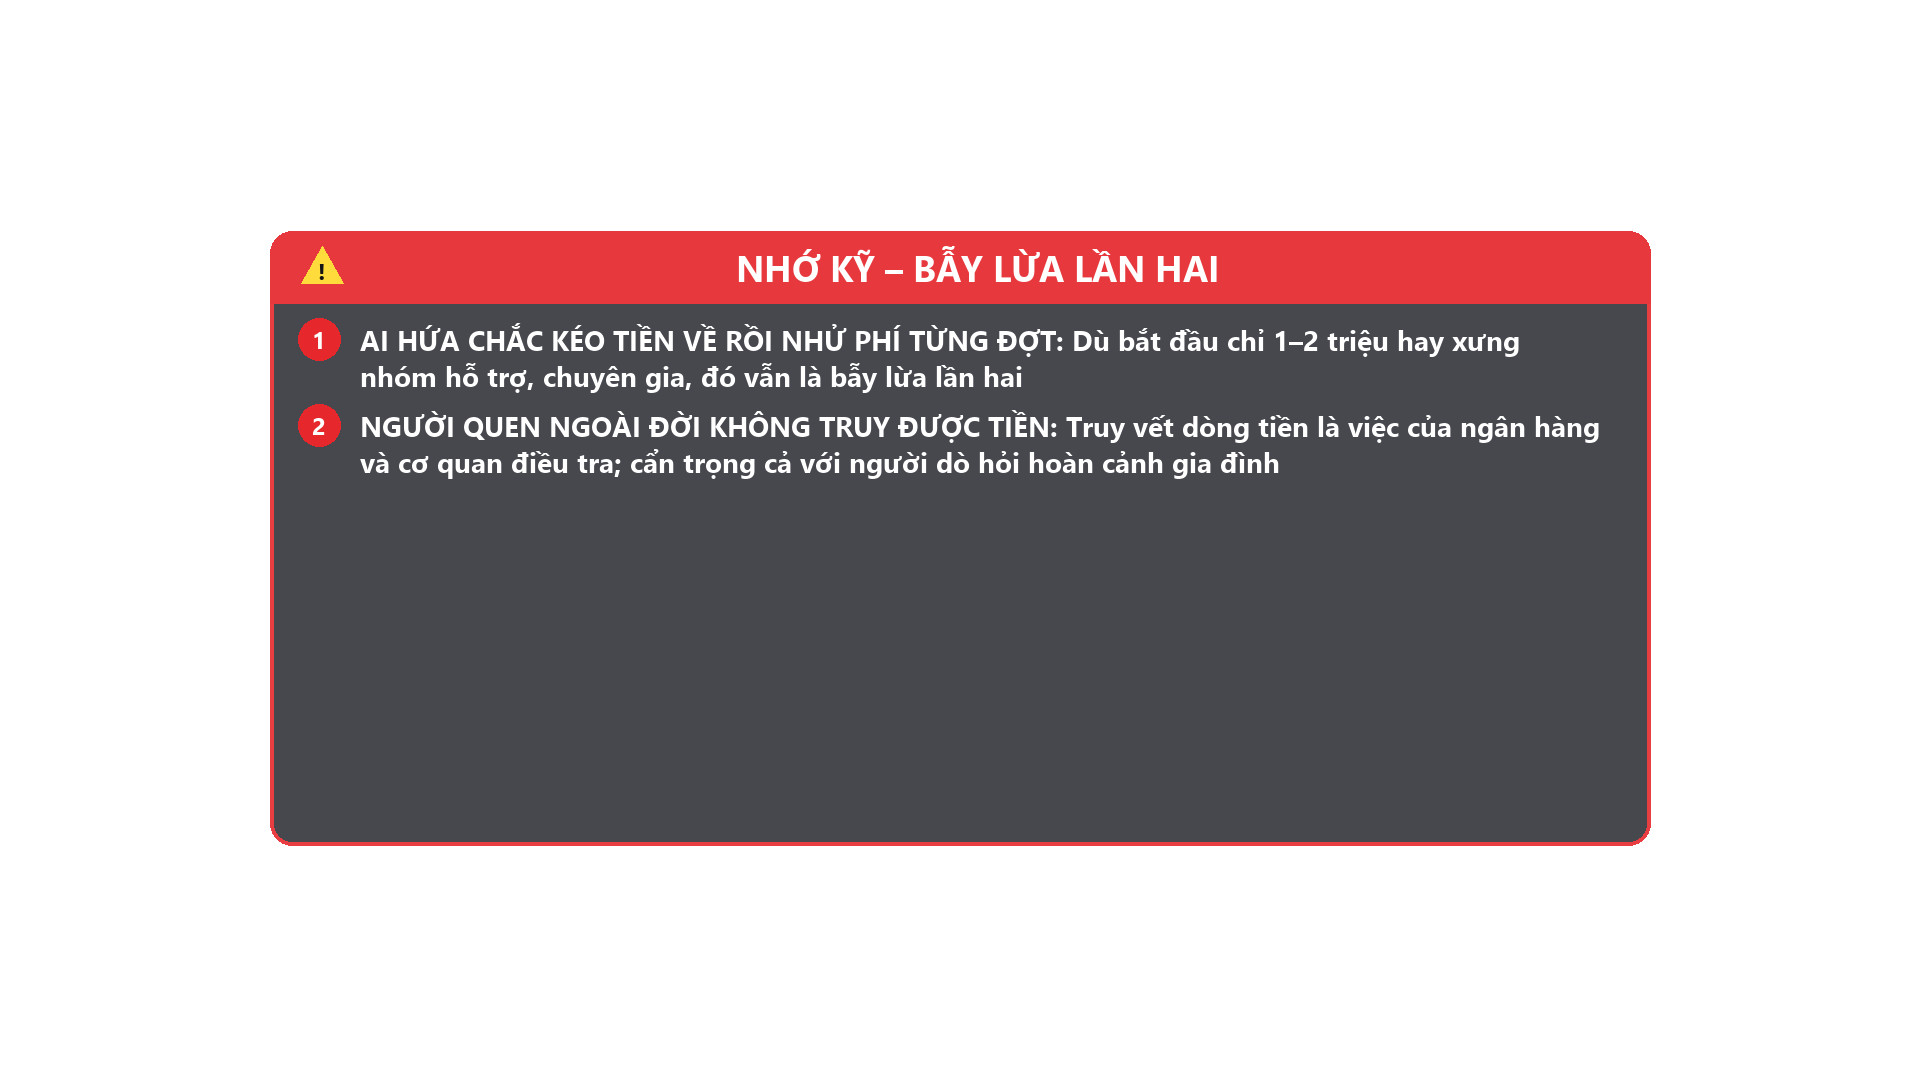 !
NHỚ KỸ – BẪY LỪA LẦN HAI
1
AI HỨA CHẮC KÉO TIỀN VỀ RỒI NHỬ PHÍ TỪNG ĐỢT: Dù bắt đầu chỉ 1–2 triệu hay xưng
nhóm hỗ trợ, chuyên gia, đó vẫn là bẫy lừa lần hai
2
NGƯỜI QUEN NGOÀI ĐỜI KHÔNG TRUY ĐƯỢC TIỀN: Truy vết dòng tiền là việc của ngân hàng
và cơ quan điều tra; cẩn trọng cả với người dò hỏi hoàn cảnh gia đình